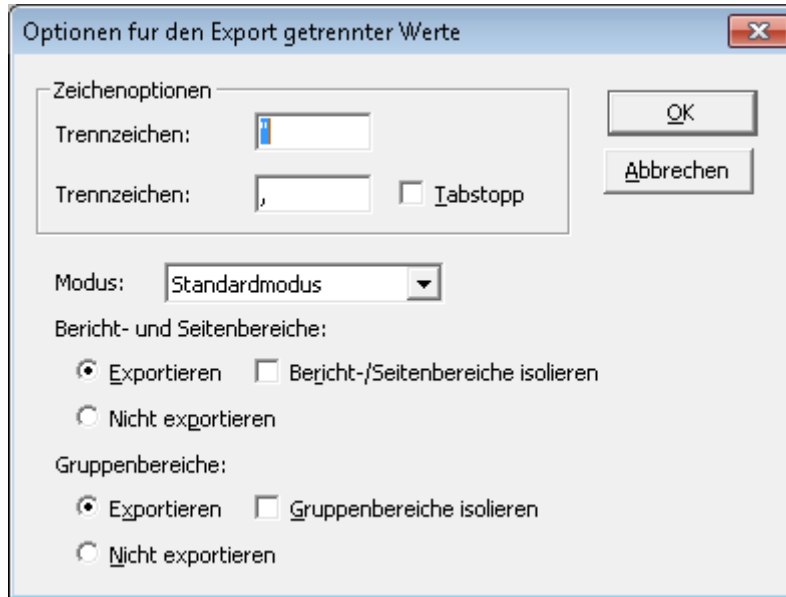 Optionen fur den Export getrennter Werte
Zeichenoptionen
Trennzeichen: "
Trennzeichen: , Tabstopp
OK
Abbrechen
Modus: Standardmodus
Bericht- und Seitenbereiche:
Exportieren Bericht-/Seitenbereiche isolieren
Nicht exportieren
Gruppenbereiche:
Exportieren Gruppenbereiche isolieren
Nicht exportieren